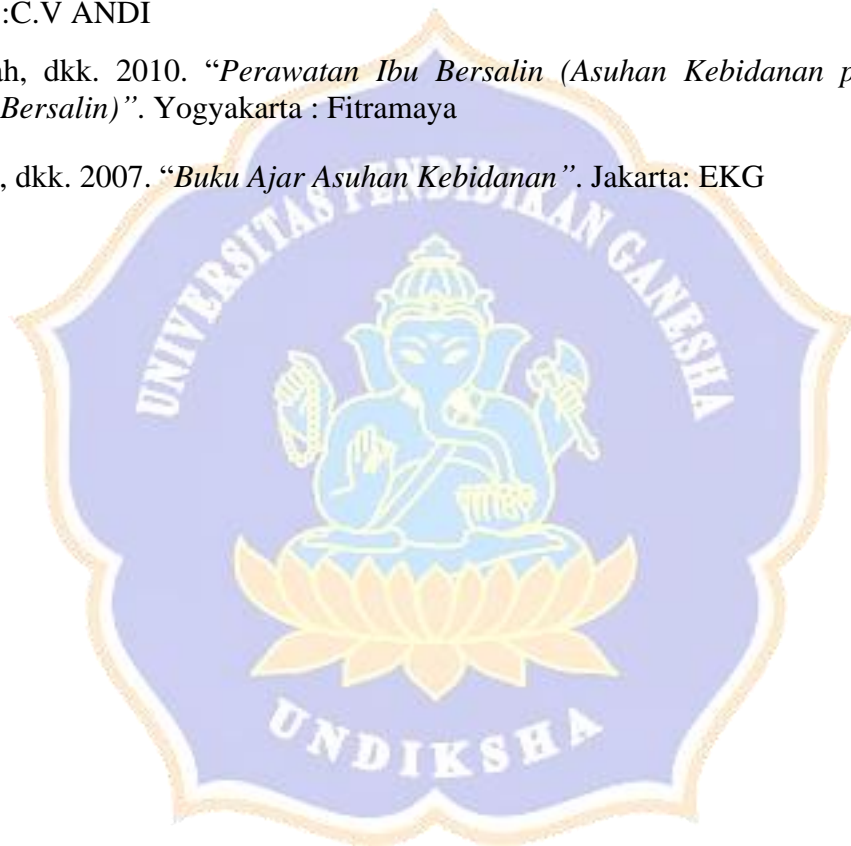 :C.V ANDI
ah, dkk. 2010. “Perawatan Ibu Bersalin (Asuhan Kebidanan p
Bersalin)”. Yogyakarta : Fitramaya
, dkk. 2007. “Buku Ajar Asuhan Kebidanan”. Jakarta: EKG
UNIVERSITAS PENDIDIKAN GANESHA
UNDIKSHA